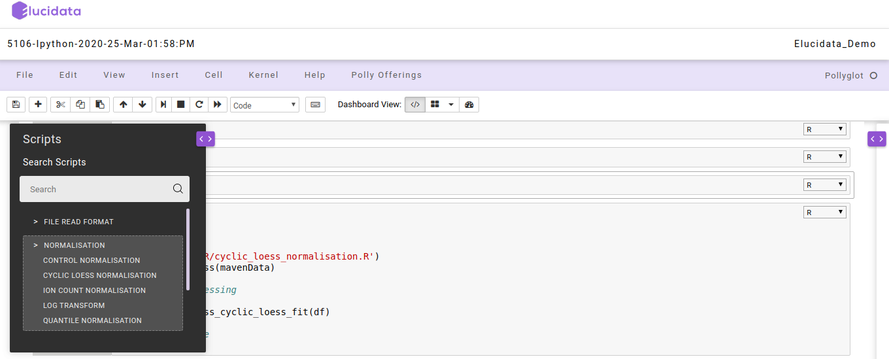 Elucidata
5106-Ipython-2020-25-Mar-01:58:PM
Elucidata_Demo
File Edit View Insert Cell Kernel Help Polly Offerings
Polyglot
Code
Dashboard View:
Scripts
Search Scripts
Search
> FILE READ FORMAT
> NORMALISATION
CONTROL NORMALISATION
CYCLIC LOESS NORMALISATION
ION COUNT NORMALISATION
LOG TRANSFORM
QUANTILE NORMALISATION
R
R
R
R
R/cyclic_loess_normalisation.R')
ss(mavenData)
essing
ss_cyclic_loess_fit(df)
e